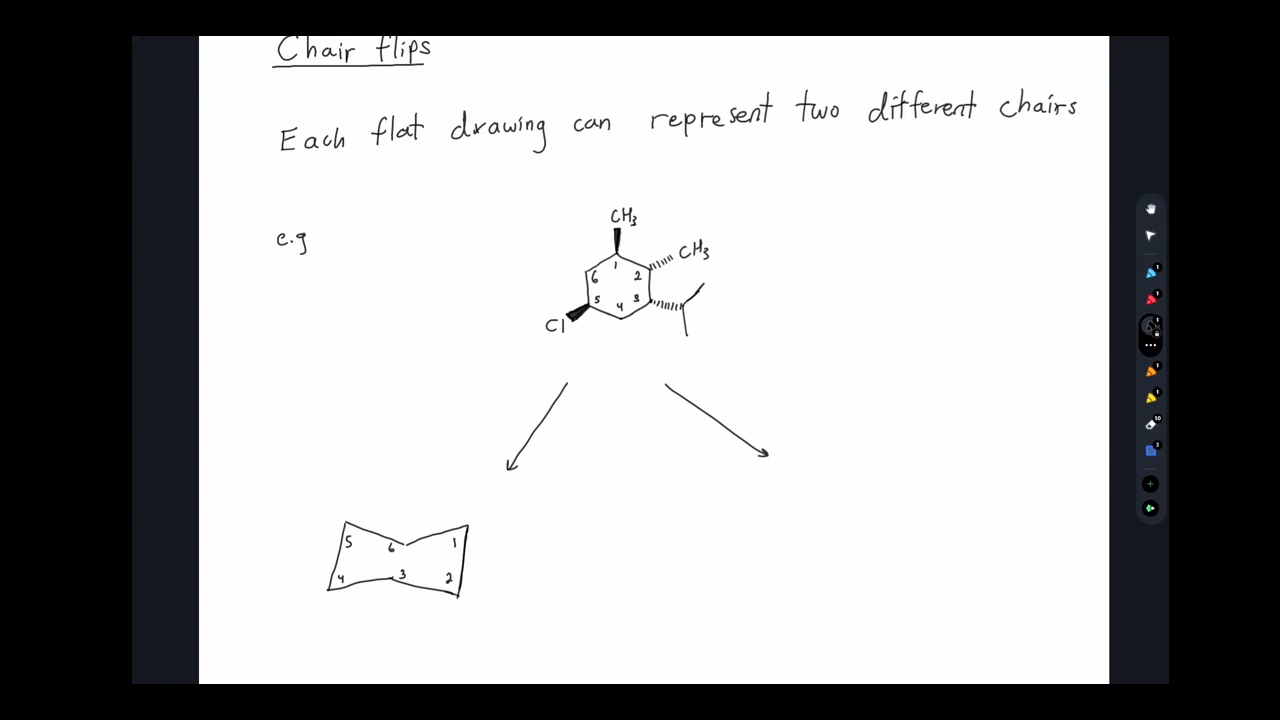 Chair flips
Each flat drawing can represent two different chairs
e.g
CH3
CH3
1
6 2
5 3
4
Cl
5 6 1
4 3 2